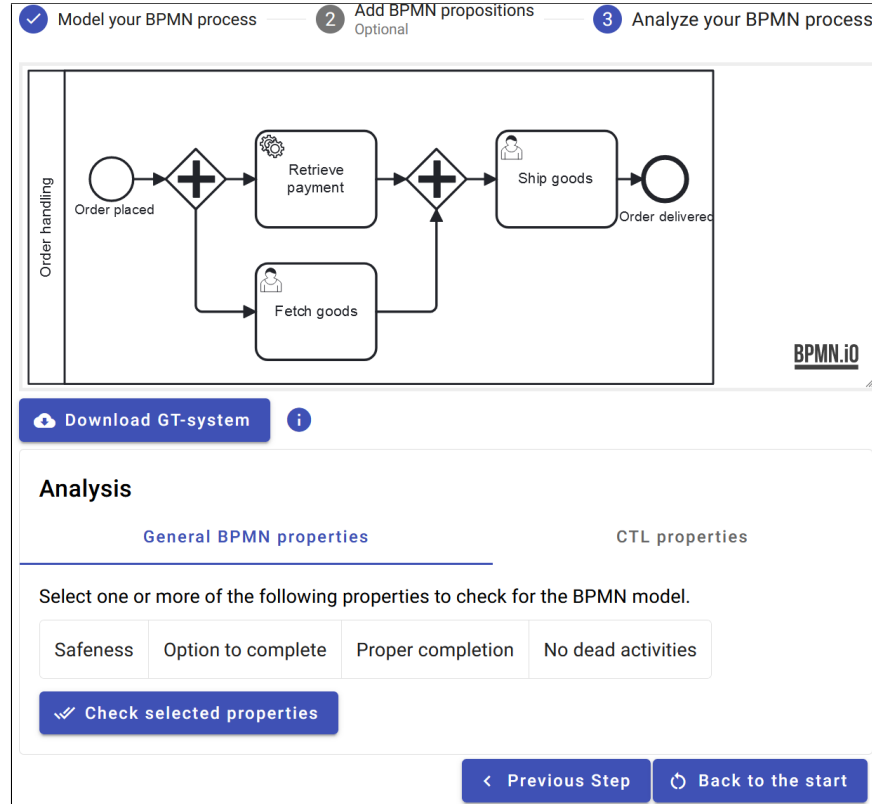 Model your BPMN process
2
Add BPMN propositions
Optional
3
Analyze your BPMN process
Order handling
Order placed
Retrieve
payment
Fetch goods
Ship goods
Order delivered
BPMN.iO
Download GT-system
i
Analysis
General BPMN properties
CTL properties
Select one or more of the following properties to check for the BPMN model.
Safeness
Option to complete
Proper completion
No dead activities
Check selected properties
Previous Step
Back to the start